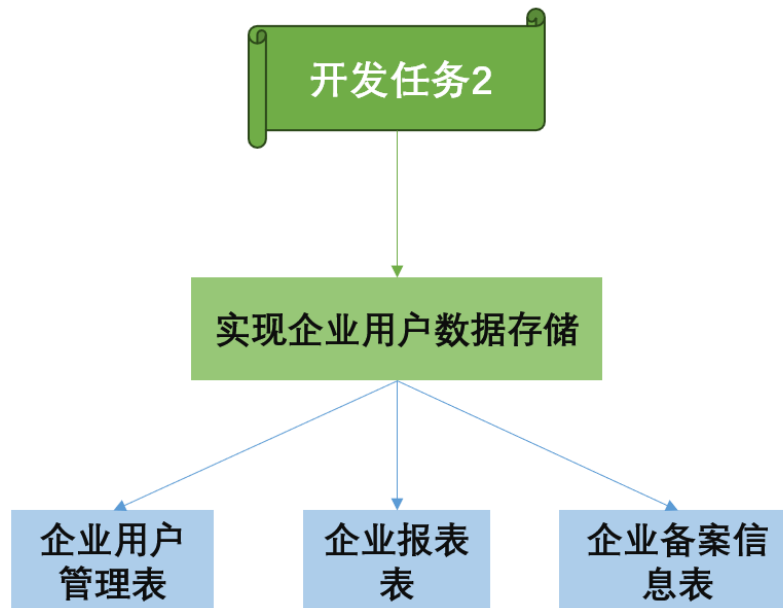 开发任务2
实现企业用户数据存储
企业用户
管理表
企业报表
表
企业备案信
息表